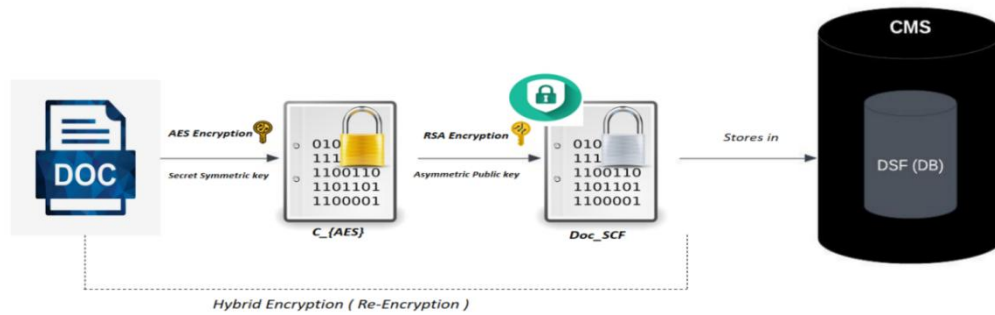 CMS
AES Encryption
RSA Encryption
Stores in
DOC
010
111
1100110
1101101
1100001
010
111
1100110
1101101
1100001
DSF (DB)
Secret Symmetric key
Asymmetric Public key
C_{AES}
Doc_SCF
Hybrid Encryption ( Re-Encryption )